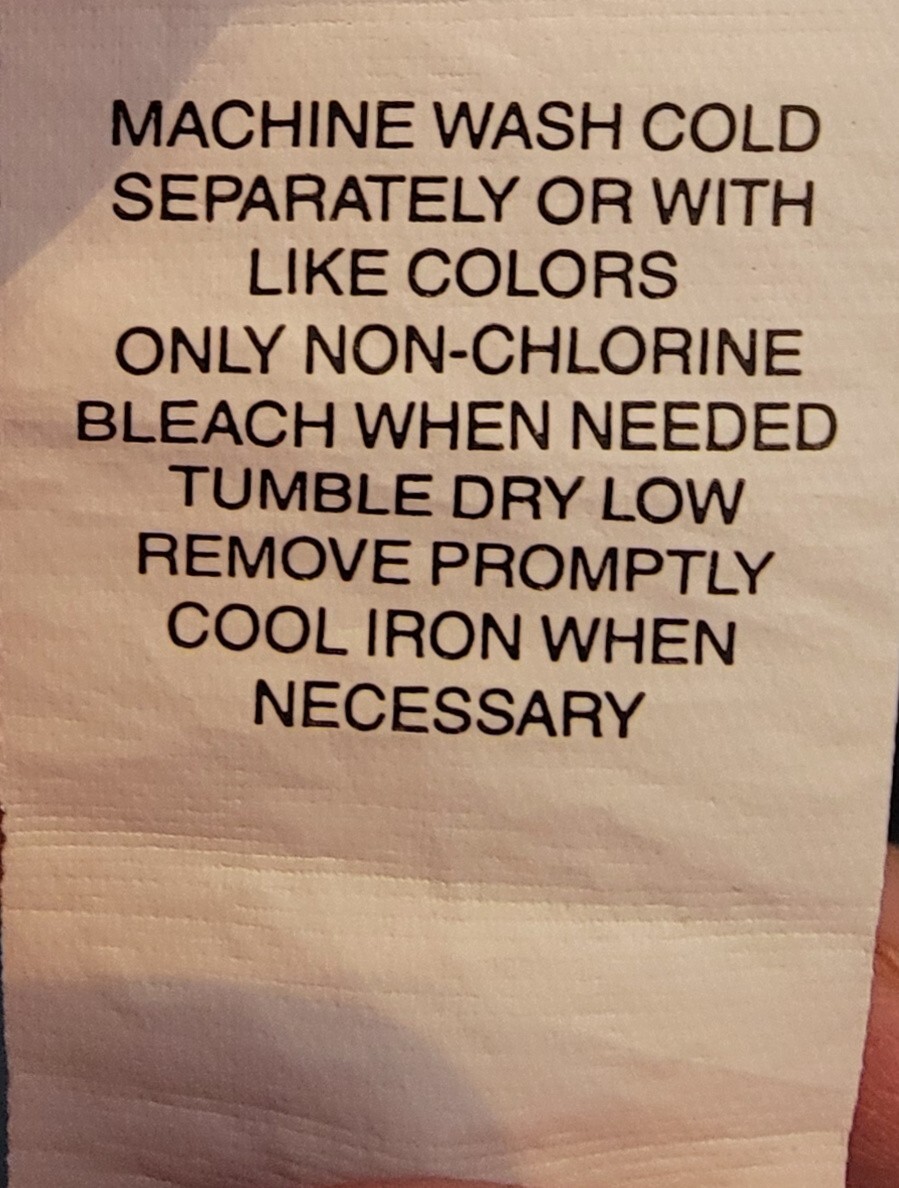 MACHINE WASH COLD
SEPARATELY OR WITH
LIKE COLORS
ONLY NON-CHLORINE
BLEACH WHEN NEEDED
TUMBLE DRY LOW
REMOVE PROMPTLY
COOL IRON WHEN
NECESSARY